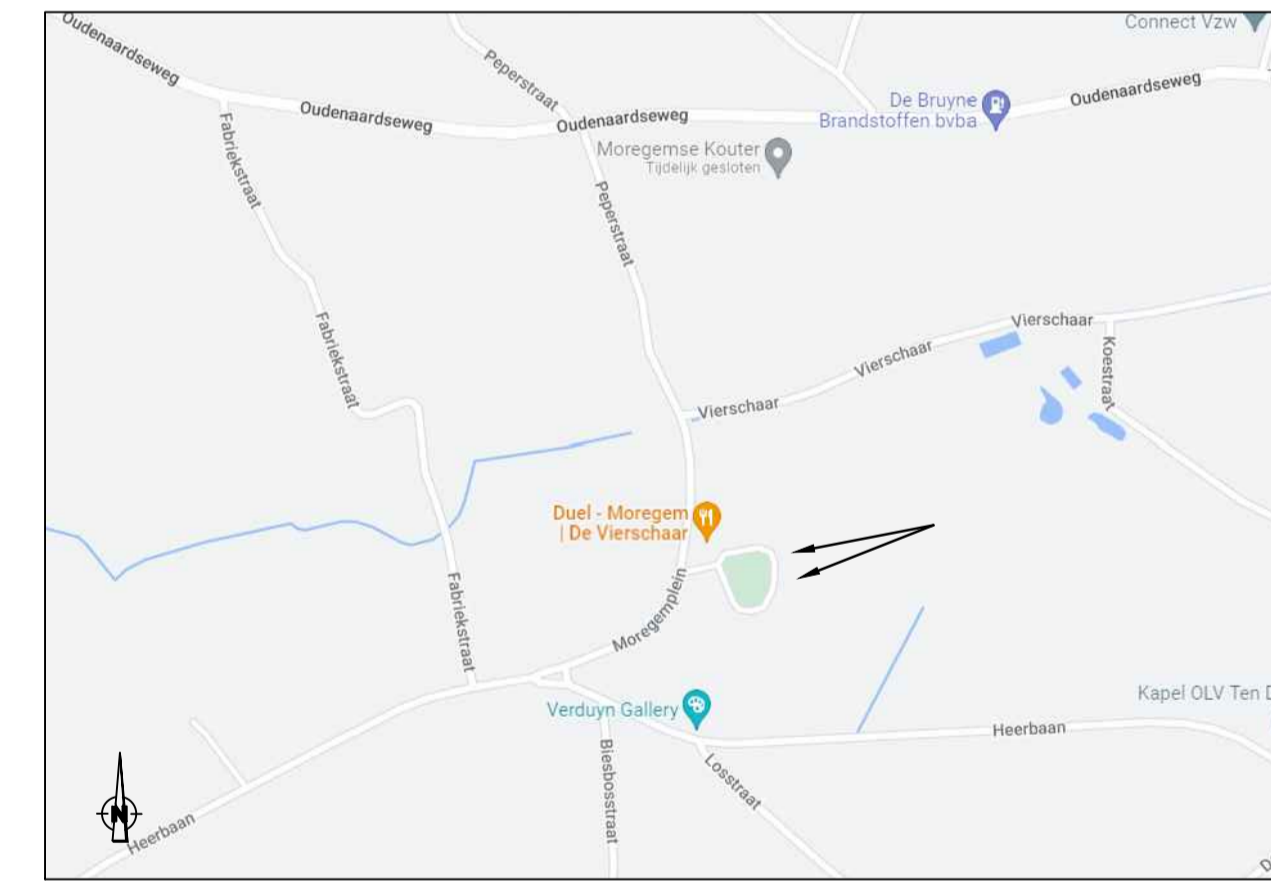 Oudenaardseweg
Connect Vzw
Peperstraat
De Bruyne
Brandstoffen bvba
Oudenaardseweg
Oudenaardseweg
Oudenaardseweg
Fabriekstraat
Moregemse Kouter
Tijdelijk gesloten
Peperstraat
Fabriekstraat
Vierschaar
Vierschaar
Koestraat
Vierschaar
Duel - Moregem
| De Vierschaar
Fabriekstraat
Moregemplein
Verduyn Gallery
Kapel OLV Ten D
Heerbaan
Biesbosstraat
Losstraat
N
Heerbaan
D